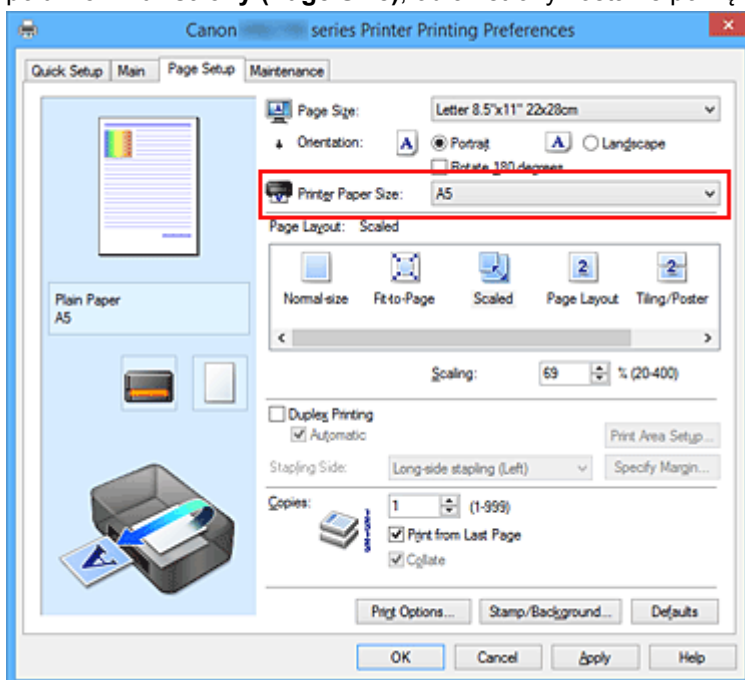 (Page Size)
Canon series Printer Printing Preferences
Quick Setup Main Page Setup Maintenance
Page Size: Letter 8.5"x11" 22x28cm
Orientation: A Portrait A Landscape
Rotate 180 degrees
Printer Paper Size: A5
Page Layout: Scaled
Normal-size Fit-to-Page Scaled Page Layout Tiling/Poster
Plain Paper
A5
Scaling: 69 % (20-400)
Duplex Printing
Automatic
Print Area Setup...
Stapling Side: Long-side stapling (Left) Specify Margin...
Copies: 1 (1-999)
Print from Last Page
Collate
Print Options... Stamp/Background... Defaults
OK Cancel Apply Help